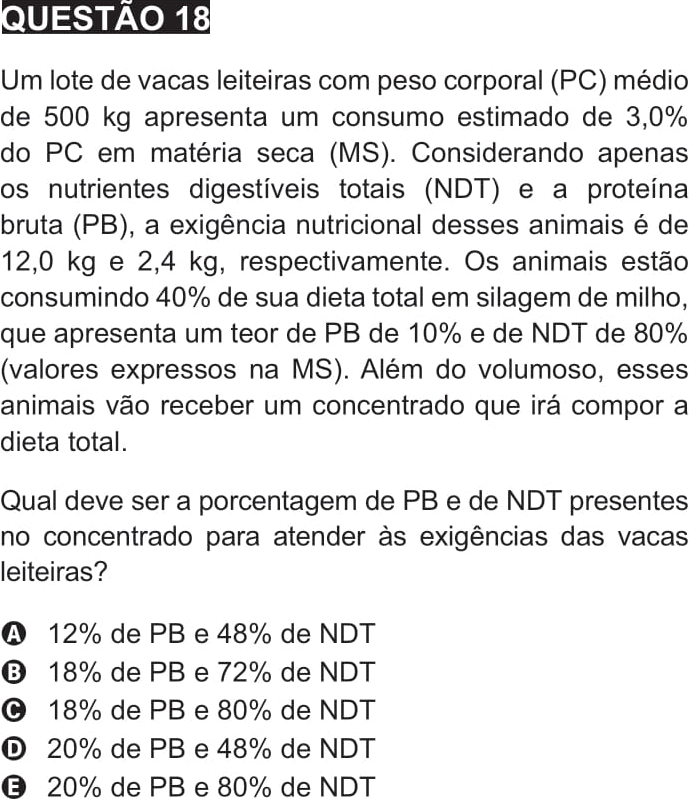 QUESTÃO 18
Um lote de vacas leiteiras com peso corporal (PC) médio
de 500 kg apresenta um consumo estimado de 3,0%
do PC em matéria seca (MS). Considerando apenas
os nutrientes digestíveis totais (NDT) e a proteína
bruta (PB), a exigência nutricional desses animais é de
12,0 kg e 2,4 kg, respectivamente. Os animais estão
consumindo 40% de sua dieta total em silagem de milho,
que apresenta um teor de PB de 10% e de NDT de 80%
(valores expressos na MS). Além do volumoso, esses
animais vão receber um concentrado que irá compor a
dieta total.
Qual deve ser a porcentagem de PB e de NDT presentes
no concentrado para atender às exigências das vacas
leiteiras?
A 12% de PB e 48% de NDT
B 18% de PB e 72% de NDT
C 18% de PB e 80% de NDT
D 20% de PB e 48% de NDT
E 20% de PB e 80% de NDT